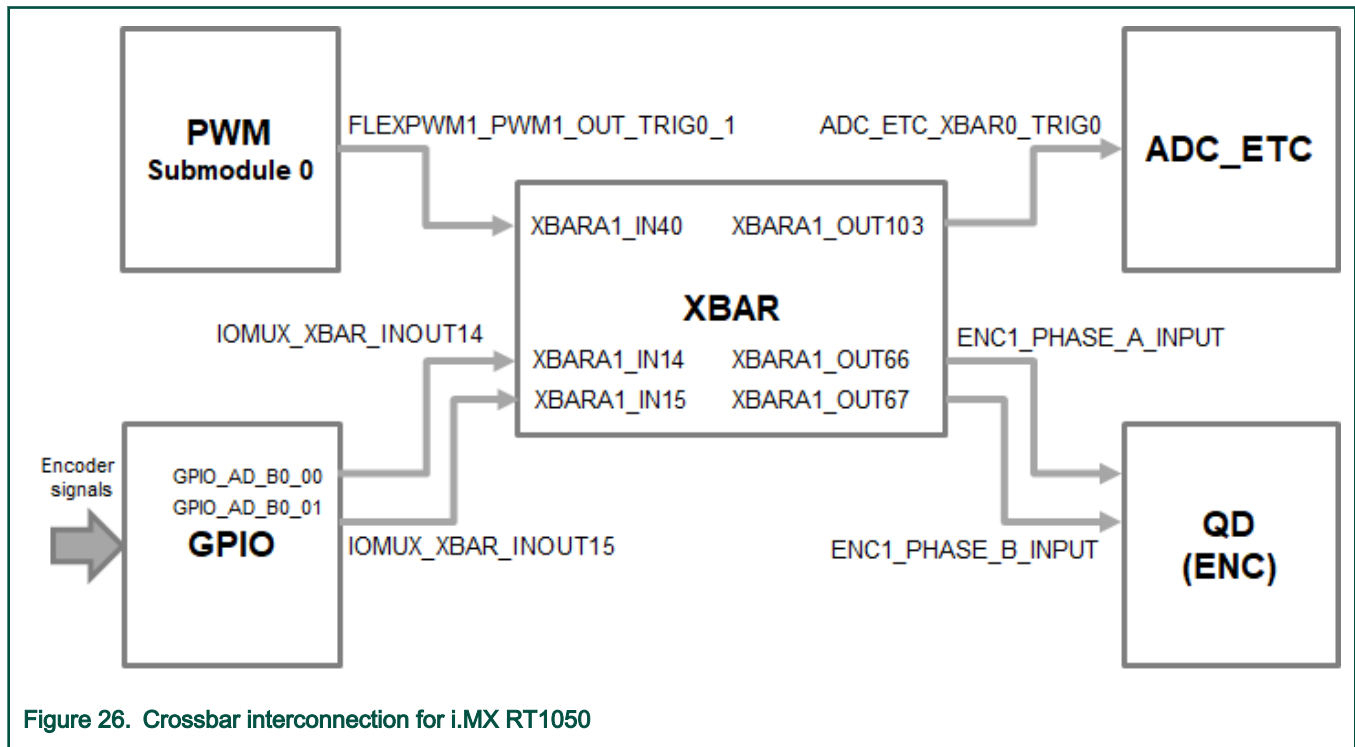 PWM
Submodule 0
FLEXPWM1_PWM1_OUT_TRIG0_1
ADC_ETC_XBAR0_TRIG0
ADC_ETC
XBARA1_IN40
XBARA1_OUT103
XBAR
IOMUX_XBAR_INOUT14
XBARA1_IN14
XBARA1_OUT66
XBARA1_IN15
XBARA1_OUT67
ENC1_PHASE_A_INPUT
Encoder
signals
GPIO_AD_B0_00
GPIO_AD_B0_01
GPIO
IOMUX_XBAR_INOUT15
ENC1_PHASE_B_INPUT
QD
(ENC)
Figure 26. Crossbar interconnection for i.MX RT1050